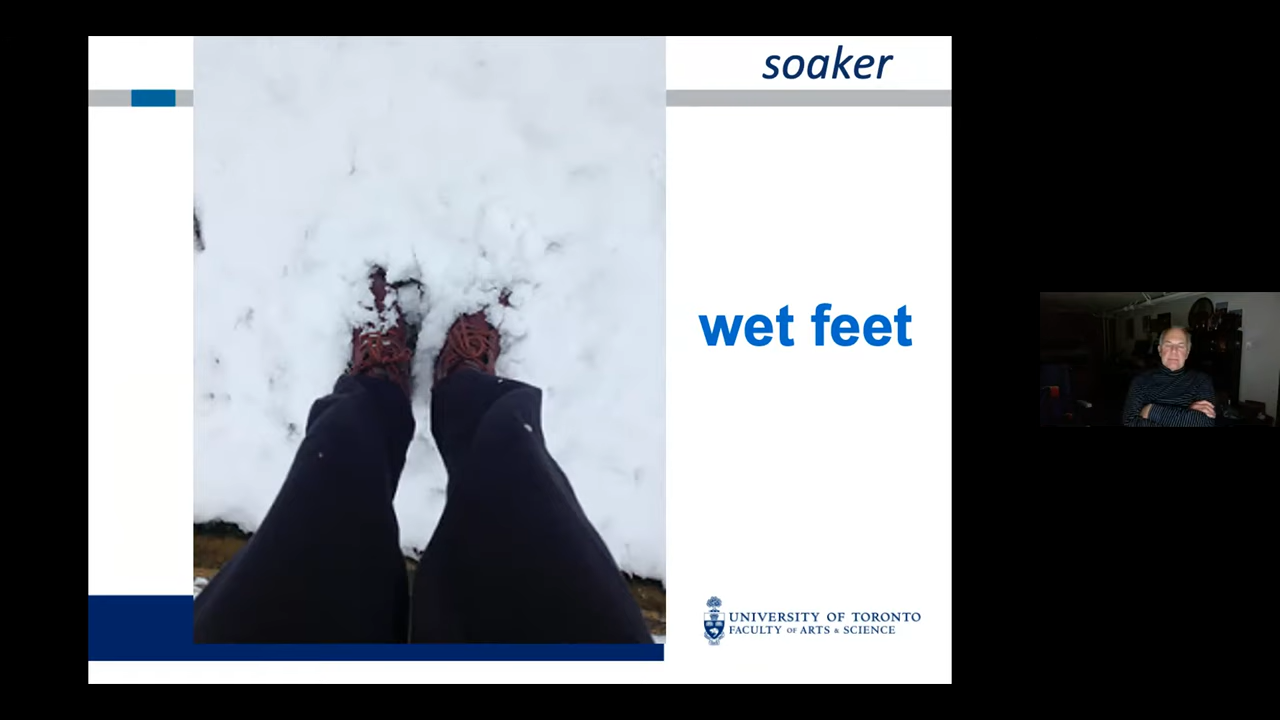 soaker
wet feet
UNIVERSITY OF TORONTO
FACULTY OF ARTS & SCIENCE